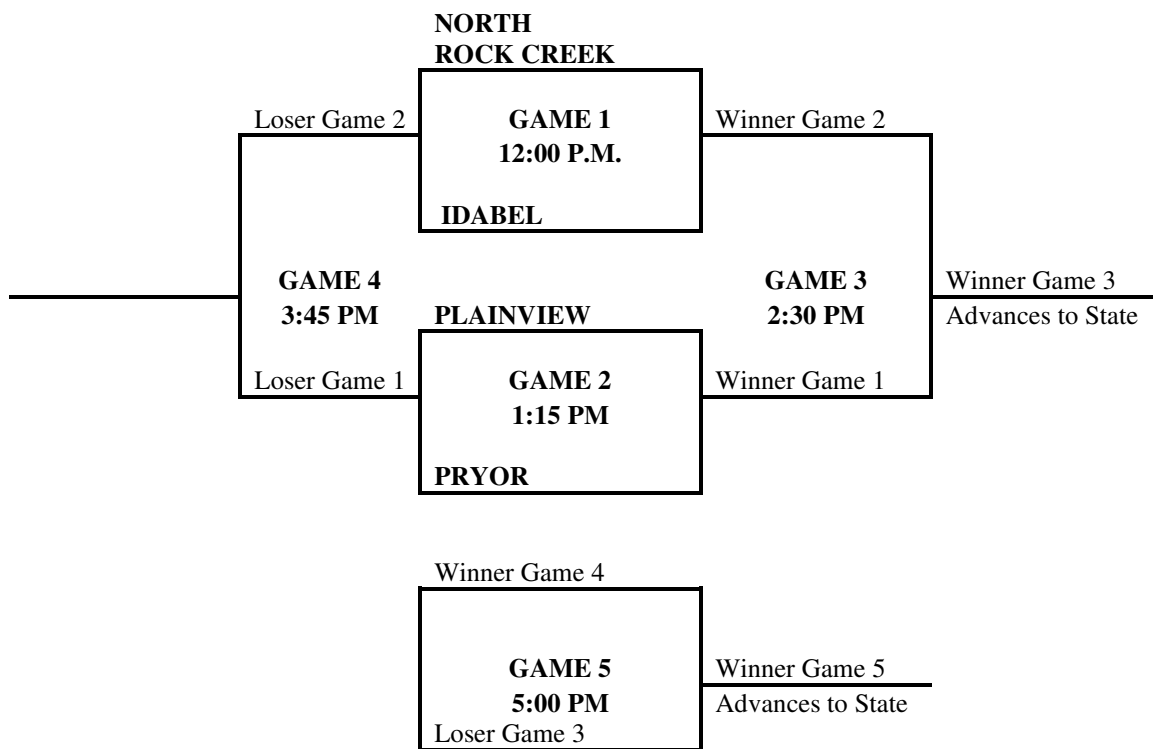 NORTH
ROCK CREEK
Loser Game 2
GAME 1
12:00 P.M.
Winner Game 2
IDABEL
GAME 4
3:45 PM
PLAINVIEW
GAME 3
2:30 PM
Winner Game 3
Advances to State
Loser Game 1
GAME 2
1:15 PM
Winner Game 1
PRYOR
Winner Game 4
GAME 5
5:00 PM
Winner Game 5
Advances to State
Loser Game 3